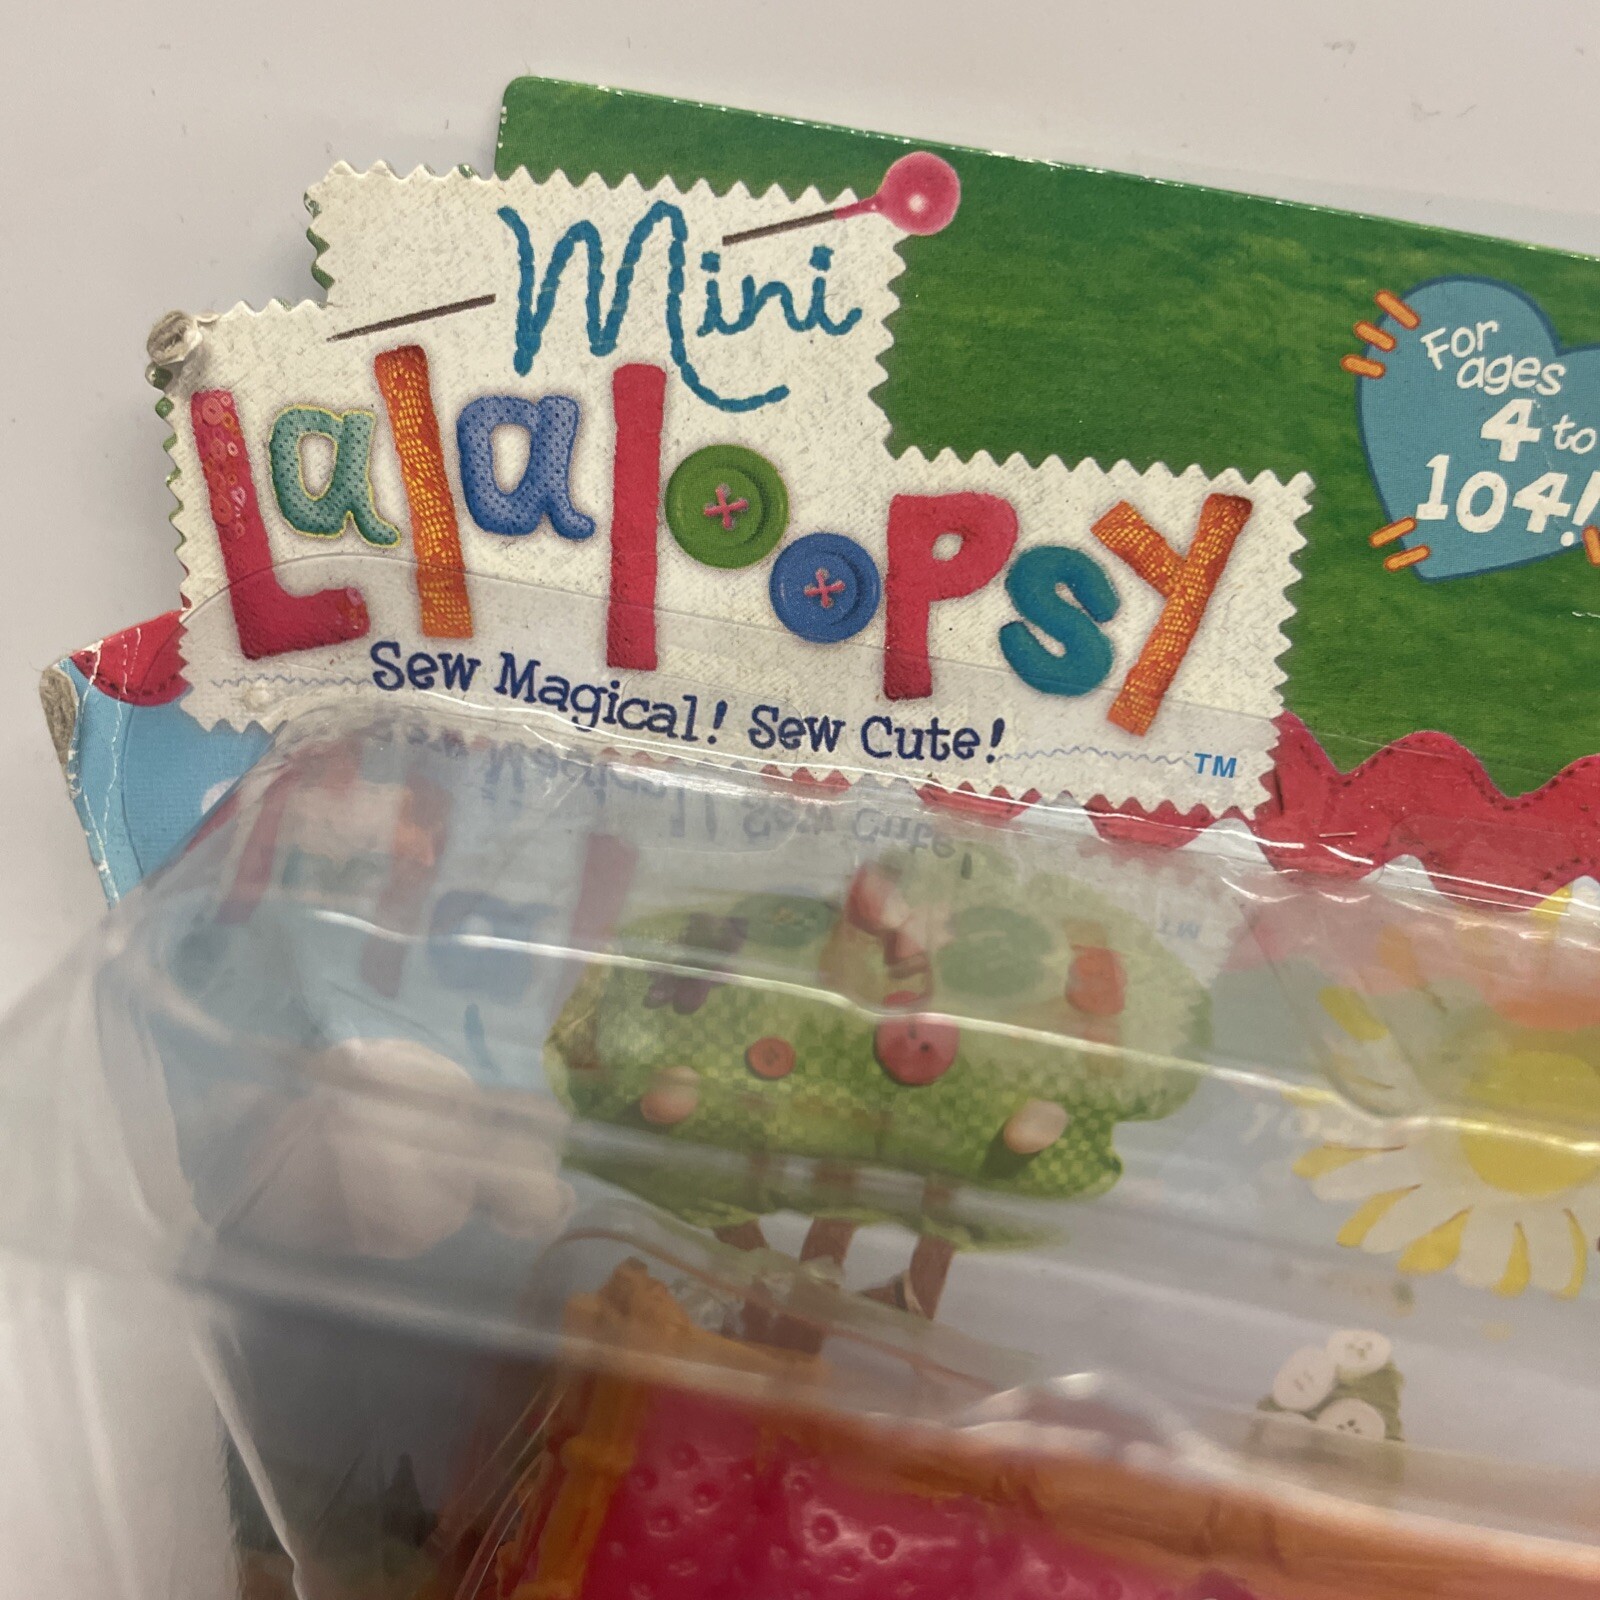 Mini
Lalaloopsy
Sew Magical! Sew Cute!
TM
For
ages
4 to
104!